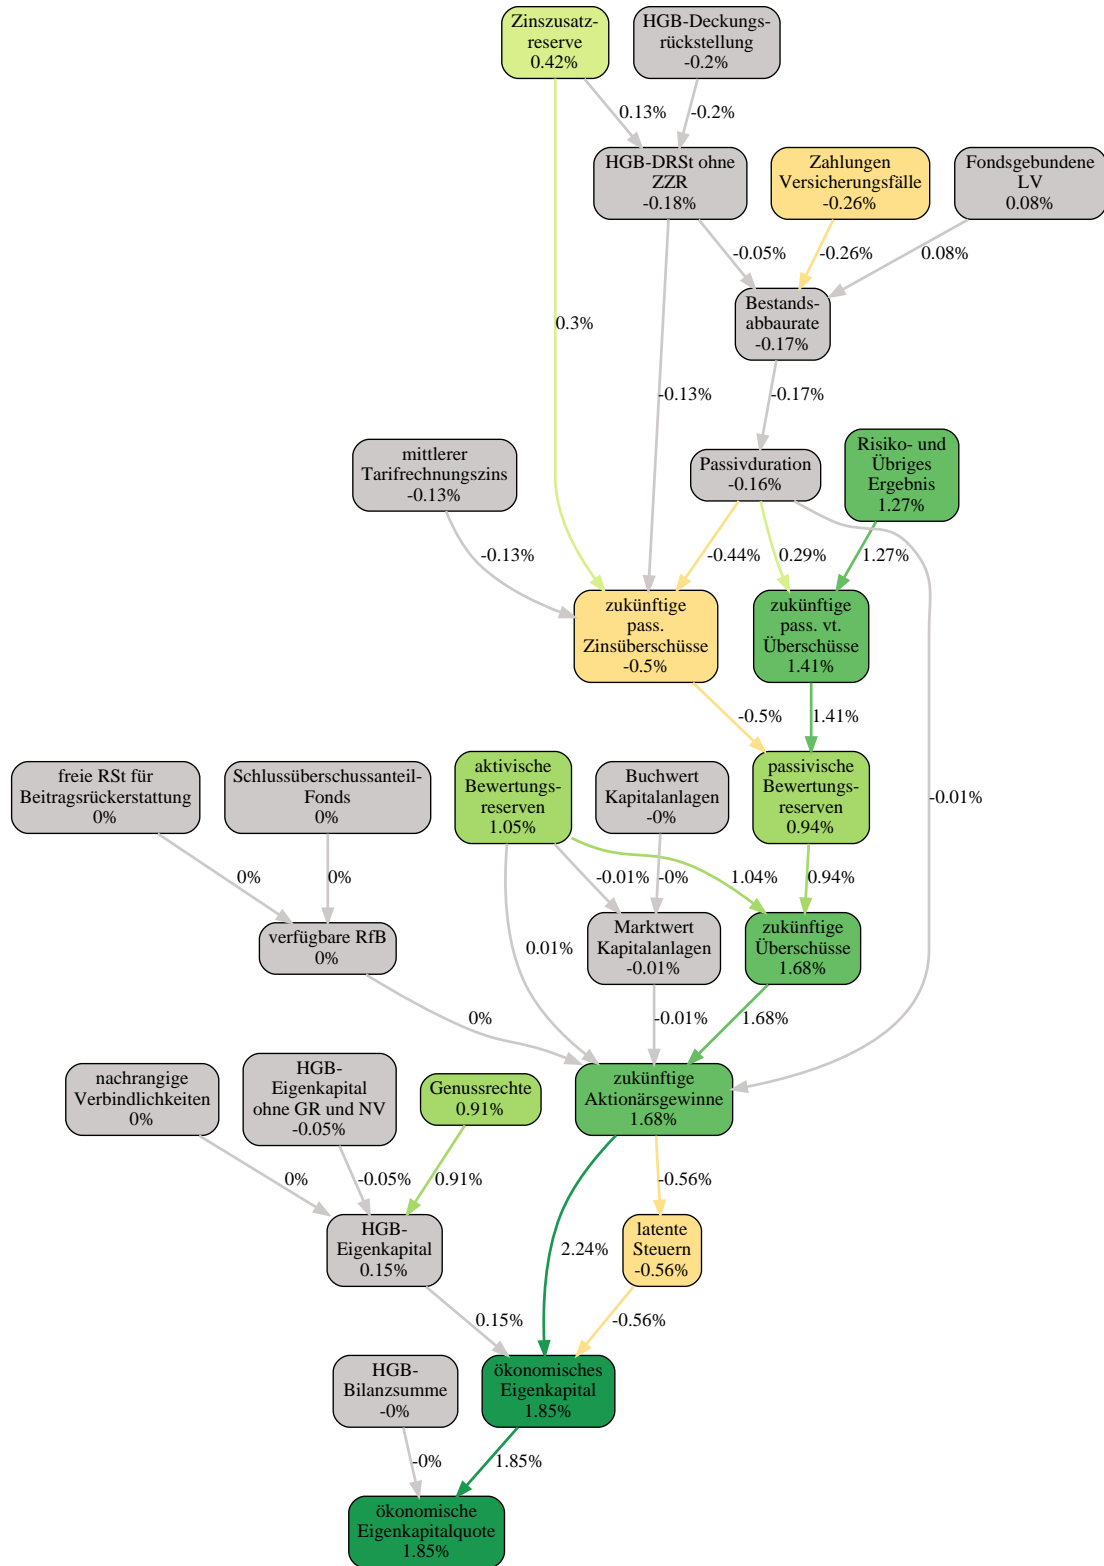 Zinszusatz-
reserve
0.42%
HGB-Deckungs-
rückstellung
-0.2%
0.13%
-0.2%
HGB-DRSt ohne
ZZR
-0.18%
Zahlungen
Versicherungsfälle
-0.26%
Fondsgebundene
LV
0.08%
-0.05%
-0.26%
0.08%
Bestands-
abbaurate
-0.17%
0.3%
-0.13%
-0.17%
mittlerer
Tarifrechnungszins
-0.13%
Passivduration
-0.16%
Risiko- und
Übriges
Ergebnis
1.27%
-0.13%
-0.44%
0.29%
1.27%
zukünftige
pass.
Zinsüberschüsse
-0.5%
zukünftige
pass. vt.
Überschüsse
1.41%
-0.5%
1.41%
-0.01%
freie RSt für
Beitragsrückerstattung
0%
Schlussüberschussanteil-
Fonds
0%
aktivische
Bewertungs-
reserven
1.05%
Buchwert
Kapitalanlagen
-0%
passivische
Bewertungs-
reserven
0.94%
0%
0%
-0.01%
-0%
1.04%
0.94%
verfügbare RfB
0%
0.01%
Marktwert
Kapitalanlagen
-0.01%
zukünftige
Überschüsse
1.68%
0%
-0.01%
1.68%
nachrangige
Verbindlichkeiten
0%
HGB-
Eigenkapital
ohne GR und NV
-0.05%
Genussrechte
0.91%
zukünftige
Aktionärsgewinne
1.68%
0%
-0.05%
0.91%
-0.56%
HGB-
Eigenkapital
0.15%
2.24%
latente
Steuern
-0.56%
0.15%
-0.56%
HGB-
Bilanzsumme
-0%
ökonomisches
Eigenkapital
1.85%
-0%
1.85%
ökonomische
Eigenkapitalquote
1.85%